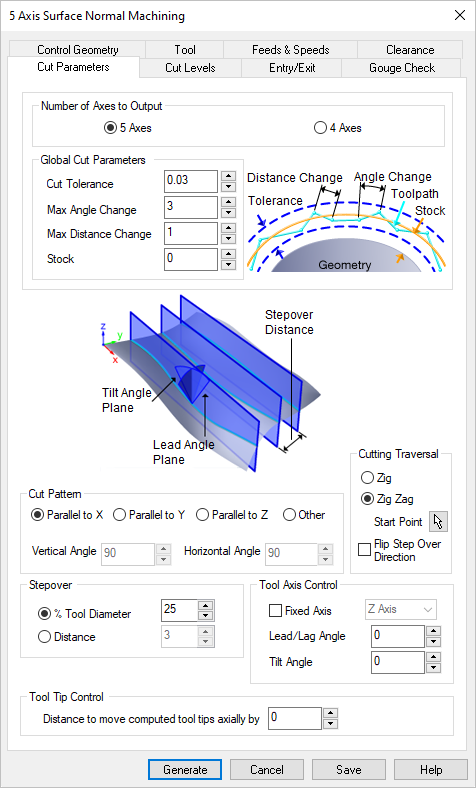 5 Axis Surface Normal Machining
Control Geometry Tool Feeds & Speeds Clearance
Cut Parameters Cut Levels Entry/Exit Gouge Check
Number of Axes to Output
5 Axes 4 Axes
Global Cut Parameters
Cut Tolerance 0.03
Max Angle Change 3
Max Distance Change 1
Stock 0
Distance Change Angle Change
Tolerance Toolpath
Stock
Geometry
Stepover
Distance
z
y
x
Tilt Angle
Plane
Lead Angle
Plane
Cutting Traversal
Zig
Zig Zag
Start Point
Flip Step Over
Direction
Cut Pattern
Parallel to X Parallel to Y Parallel to Z Other
Vertical Angle 90 Horizontal Angle 90
Stepover
% Tool Diameter 25
Distance 3
Tool Axis Control
Fixed Axis Z Axis
Lead/Lag Angle 0
Tilt Angle 0
Tool Tip Control
Distance to move computed tool tips axially by 0
Generate Cancel Save Help